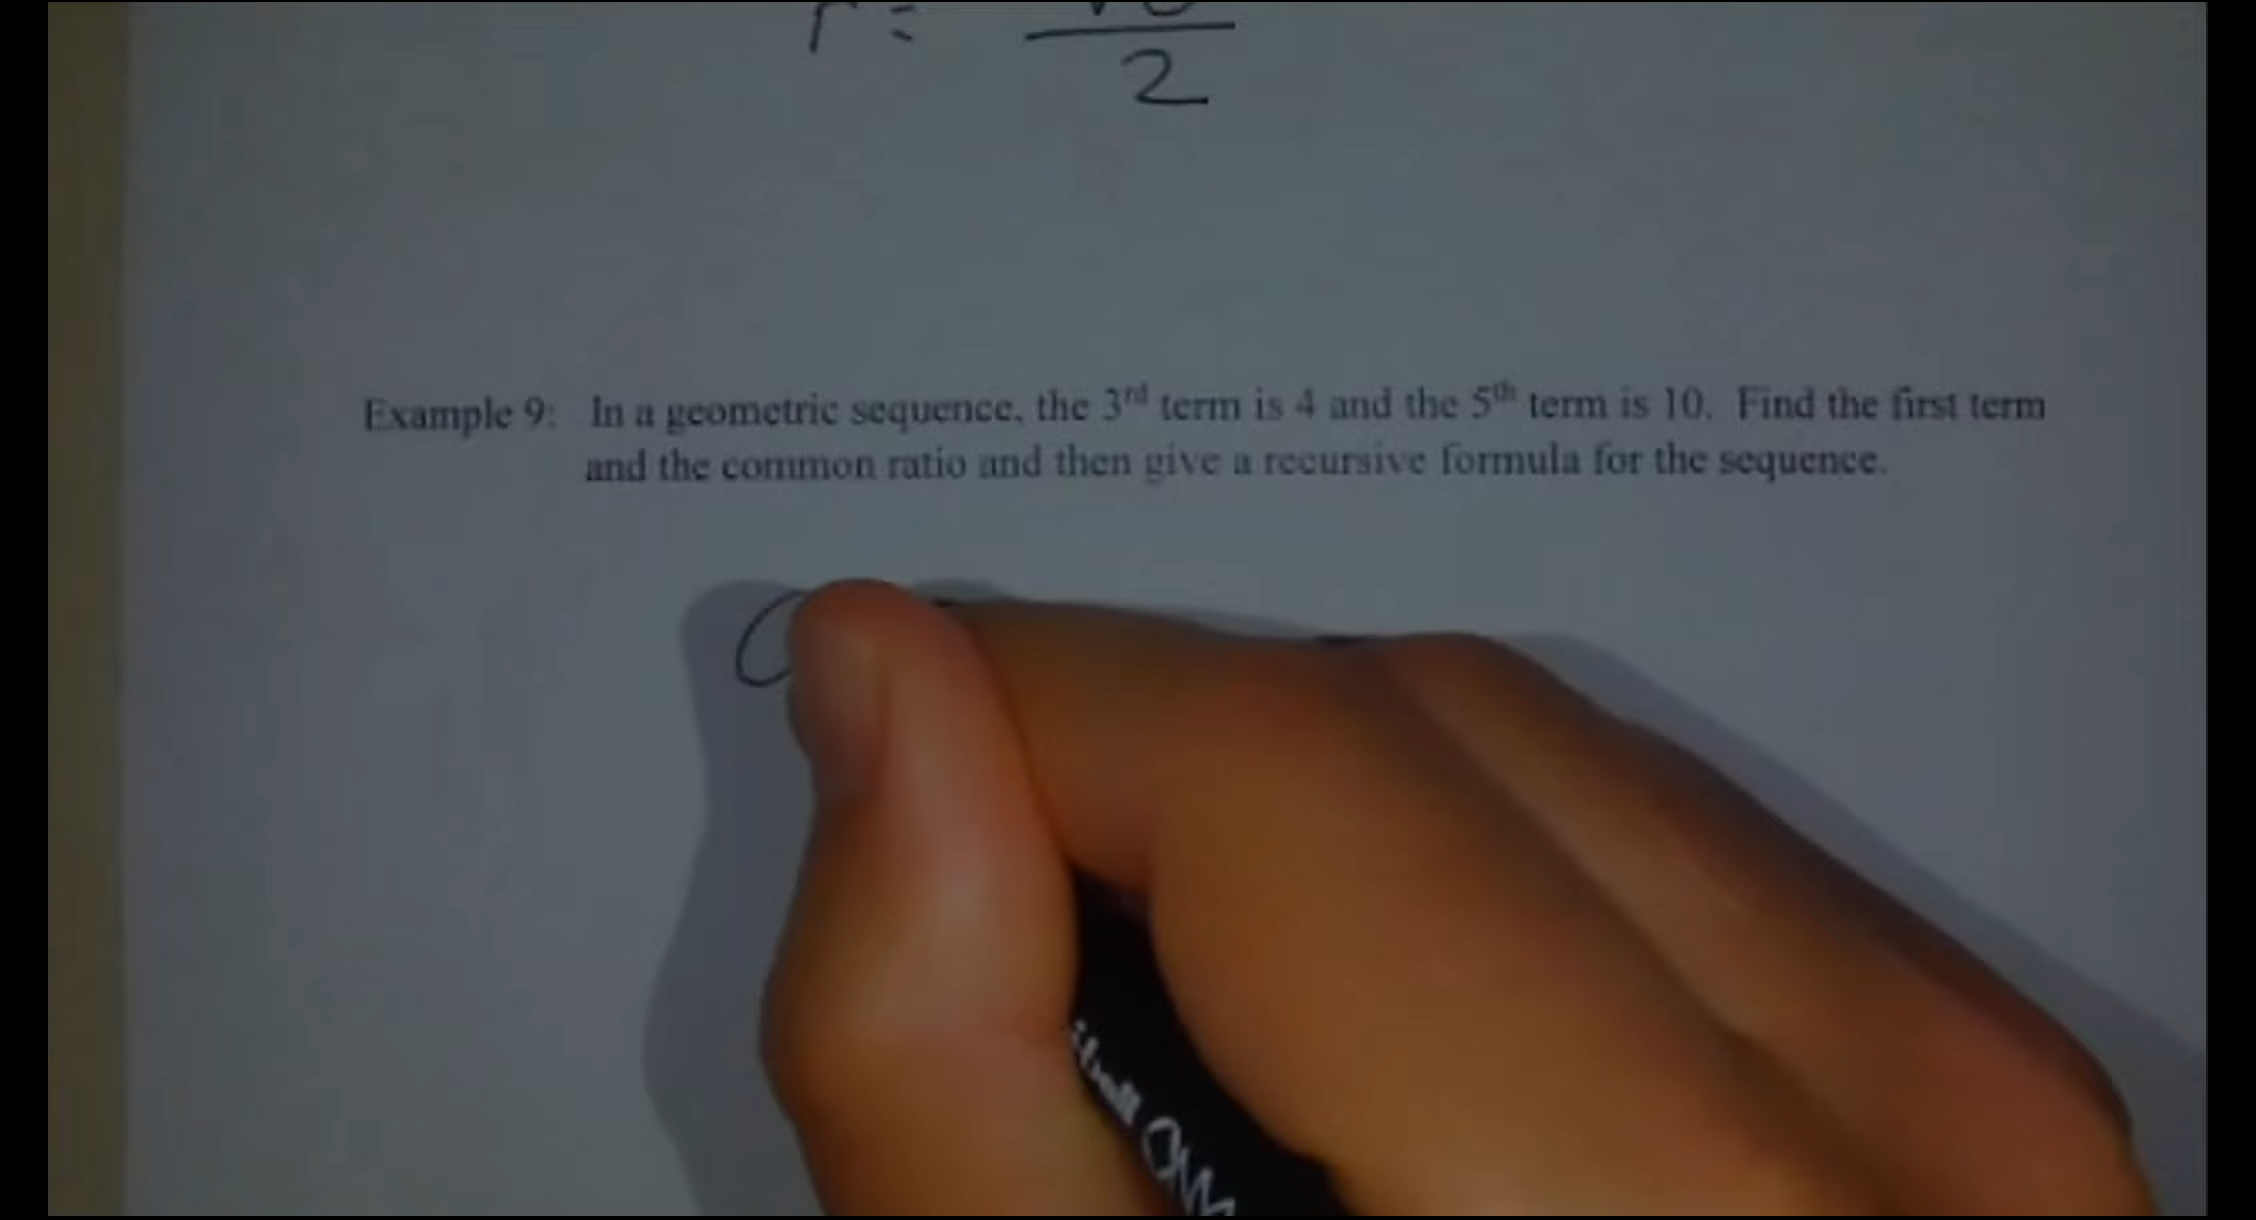 r =
2
Example 9: In a geometric sequence, the 3rd term is 4 and the 5th term is 10. Find the first term
and the common ratio and then give a recursive formula for the sequence.